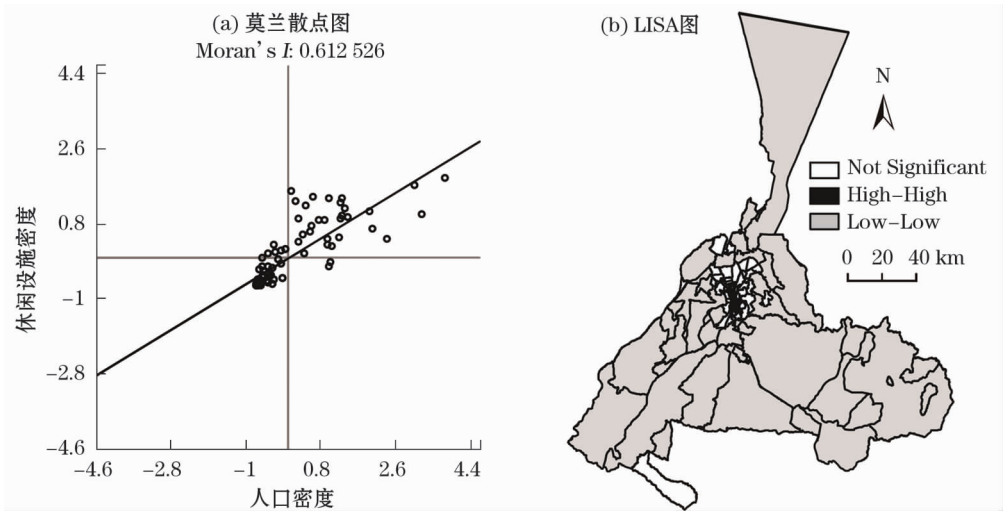 (a) 莫兰散点图
Moran's I: 0.612 526
4.4
2.6
0.8
-1
-2.8
-4.6
休闲设施密度
-4.6 -2.8 -1 0.8 2.6 4.4
人口密度
(b) LISA图
N
Not Significant
High-High
Low-Low
0 20 40 km